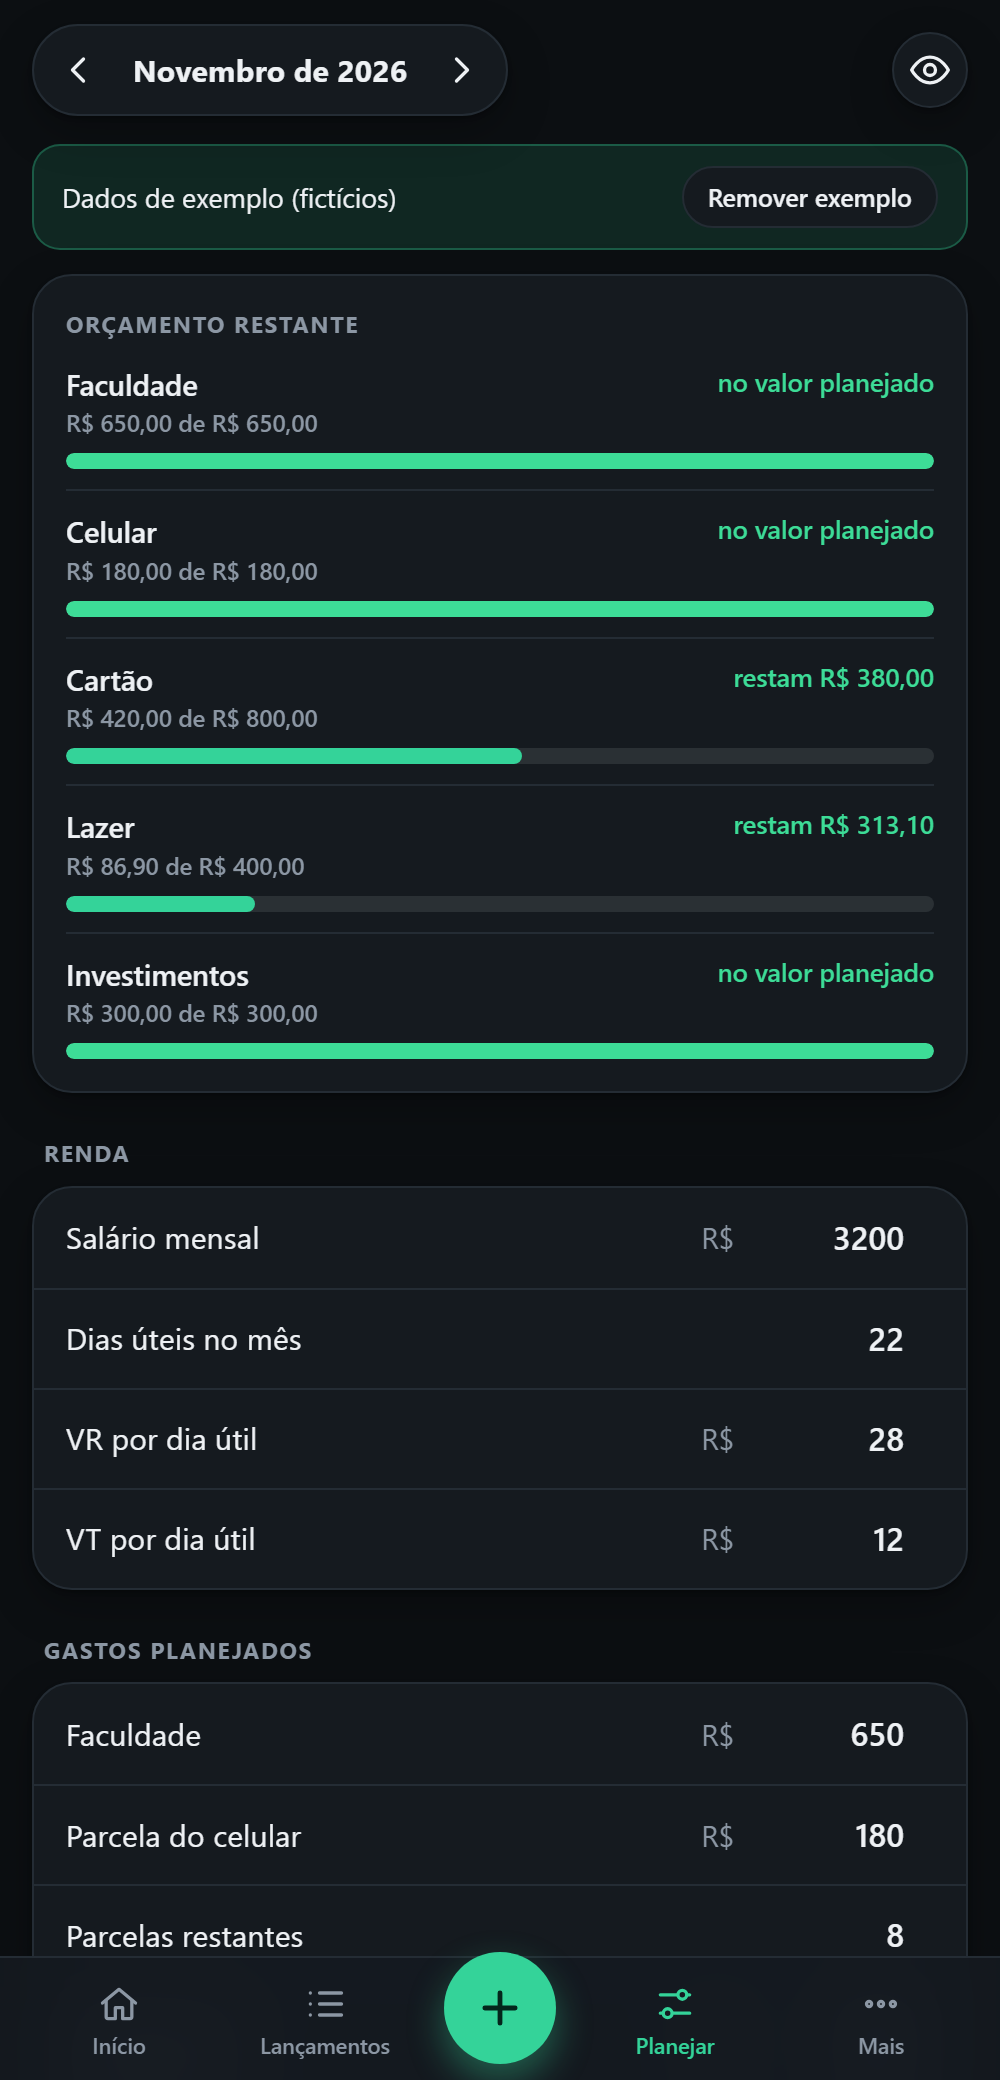 Novembro de 2026
Dados de exemplo (fictícios)
Remover exemplo
ORÇAMENTO RESTANTE
Faculdade
no valor planejado
R$ 650,00 de R$ 650,00
Celular
no valor planejado
R$ 180,00 de R$ 180,00
Cartão
restam R$ 380,00
R$ 420,00 de R$ 800,00
Lazer
restam R$ 313,10
R$ 86,90 de R$ 400,00
Investimentos
no valor planejado
R$ 300,00 de R$ 300,00
RENDA
Salário mensal R$ 3200
Dias úteis no mês 22
VR por dia útil R$ 28
VT por dia útil R$ 12
GASTOS PLANEJADOS
Faculdade R$ 650
Parcela do celular R$ 180
Parcelas restantes 8
Início
Lançamentos
Planejar
Mais